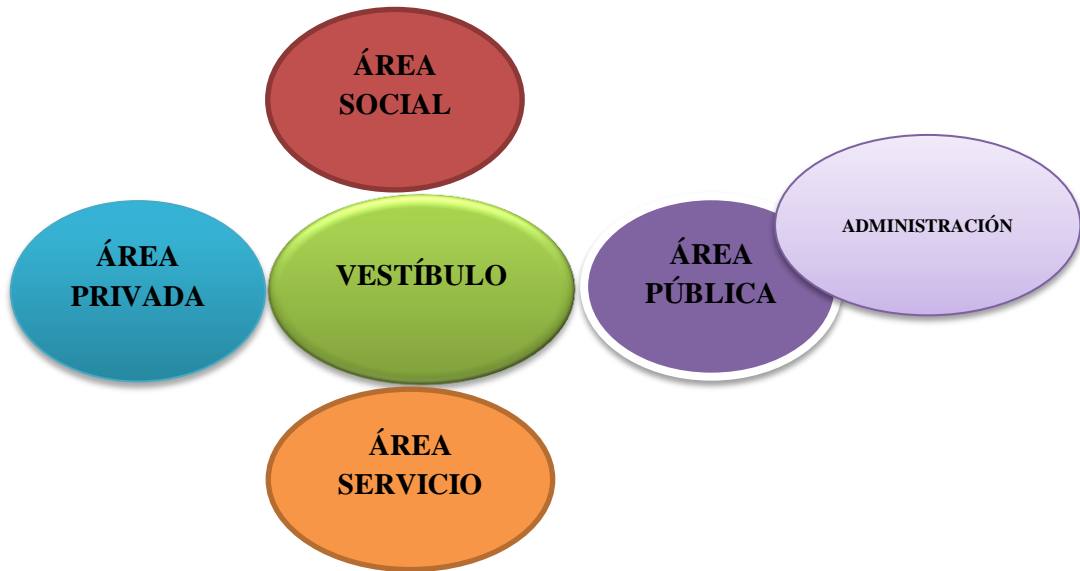 ÁREA
SOCIAL
ÁREA
PRIVADA
VESTÍBULO
ÁREA
PÚBLICA
ADMINISTRACIÓN
ÁREA
SERVICIO